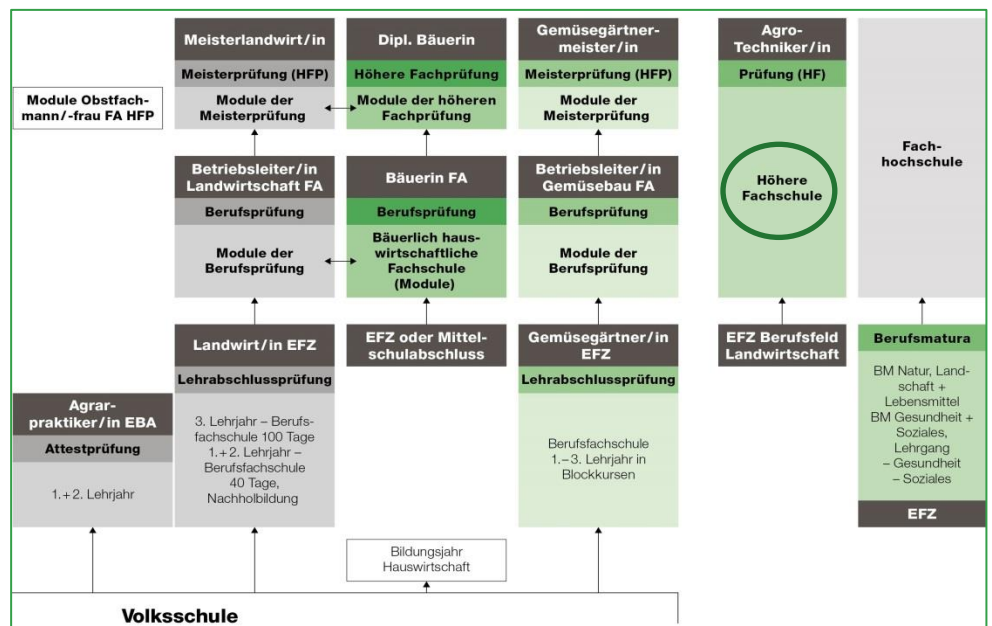 Meisterlandwirt/in
Meisterprüfung (HFP)
Module der
Meisterprüfung
Dipl. Bäuerin
Höhere Fachprüfung
Module der höheren
Fachprüfung
Gemüsegärtner-
meister/in
Meisterprüfung (HFP)
Module der
Meisterprüfung
Agro-
Techniker/in
Prüfung (HF)
Höhere
Fachschule
Fach-
hochschule
Module Obstfach-
mann/-frau FA HFP
Betriebsleiter/in
Landwirtschaft FA
Berufsprüfung
Module der
Berufsprüfung
Bäuerin FA
Berufsprüfung
Bäuerlich haus-
wirtschaftliche
Fachschule
(Module)
Betriebsleiter/in
Gemüsebau FA
Berufsprüfung
Module der
Berufsprüfung
Landwirt/in EFZ
Lehrabschlussprüfung
3. Lehrjahr – Berufs-
fachschule 100 Tage
1.+2. Lehrjahr –
Berufsfachschule
40 Tage,
Nachholbildung
EFZ oder Mittel-
schulabschluss
Gemüsegärtner/in
EFZ
Lehrabschlussprüfung
Berufsfachschule
1.–3. Lehrjahr in
Blockkursen
EFZ Berufsfeld
Landwirtschaft
Berufsmatura
BM Natur, Land-
schaft +
Lebensmittel
BM Gesundheit +
Soziales,
Lehrgang
– Gesundheit
– Soziales
EFZ
Agrar-
praktiker/in EBA
Attestprüfung
1.+2. Lehrjahr
Bildungsjahr
Hauswirtschaft
Volksschule